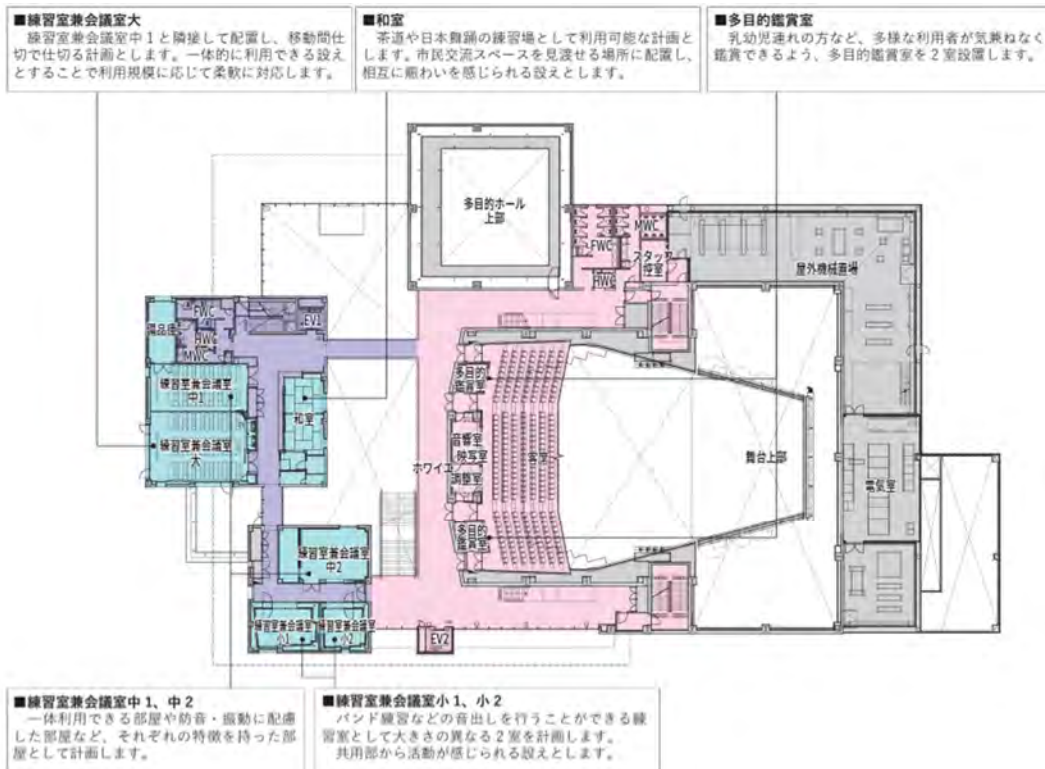 ■練習室兼会議室大
練習室兼会議室中1と隣接して配置し、移動間仕
切で仕切る計画とします。一体的に利用できる設え
とすることで利用規模に応じて柔軟に対応します。
■和室
茶道や日本舞踊の練習場として利用可能な計画と
します。市民交流スペースを見渡せる場所に配置し、
相互に賑わいを感じられる設えとします。
■多目的鑑賞室
乳幼児連れの方など、多様な利用者が気兼ねなく
鑑賞できるよう、多目的鑑賞室を2室設置します。
多目的ホール
上部
FWC
MWC
スタッフ
控室
HWC
屋外機械置場
FWC
EV1
備品庫
HWC
MWC
練習室兼会議室
中1
和室
練習室兼会議室
大
多目的
鑑賞室
音響室
映写室
調整室
ホワイエ
客室
舞台上部
電気室
多目的
鑑賞室
練習室兼会議室
中2
練習室兼会議室
小1
練習室兼会議室
小2
EV2
■練習室兼会議室中1、中2
一体利用できる部屋や防音・振動に配慮
した部屋など、それぞれの特徴を持った部
屋として計画します。
■練習室兼会議室小1、小2
バンド練習などの音出しを行うことができる練
習室として大きさの異なる2室を計画します。
共用部から活動が感じられる設えとします。